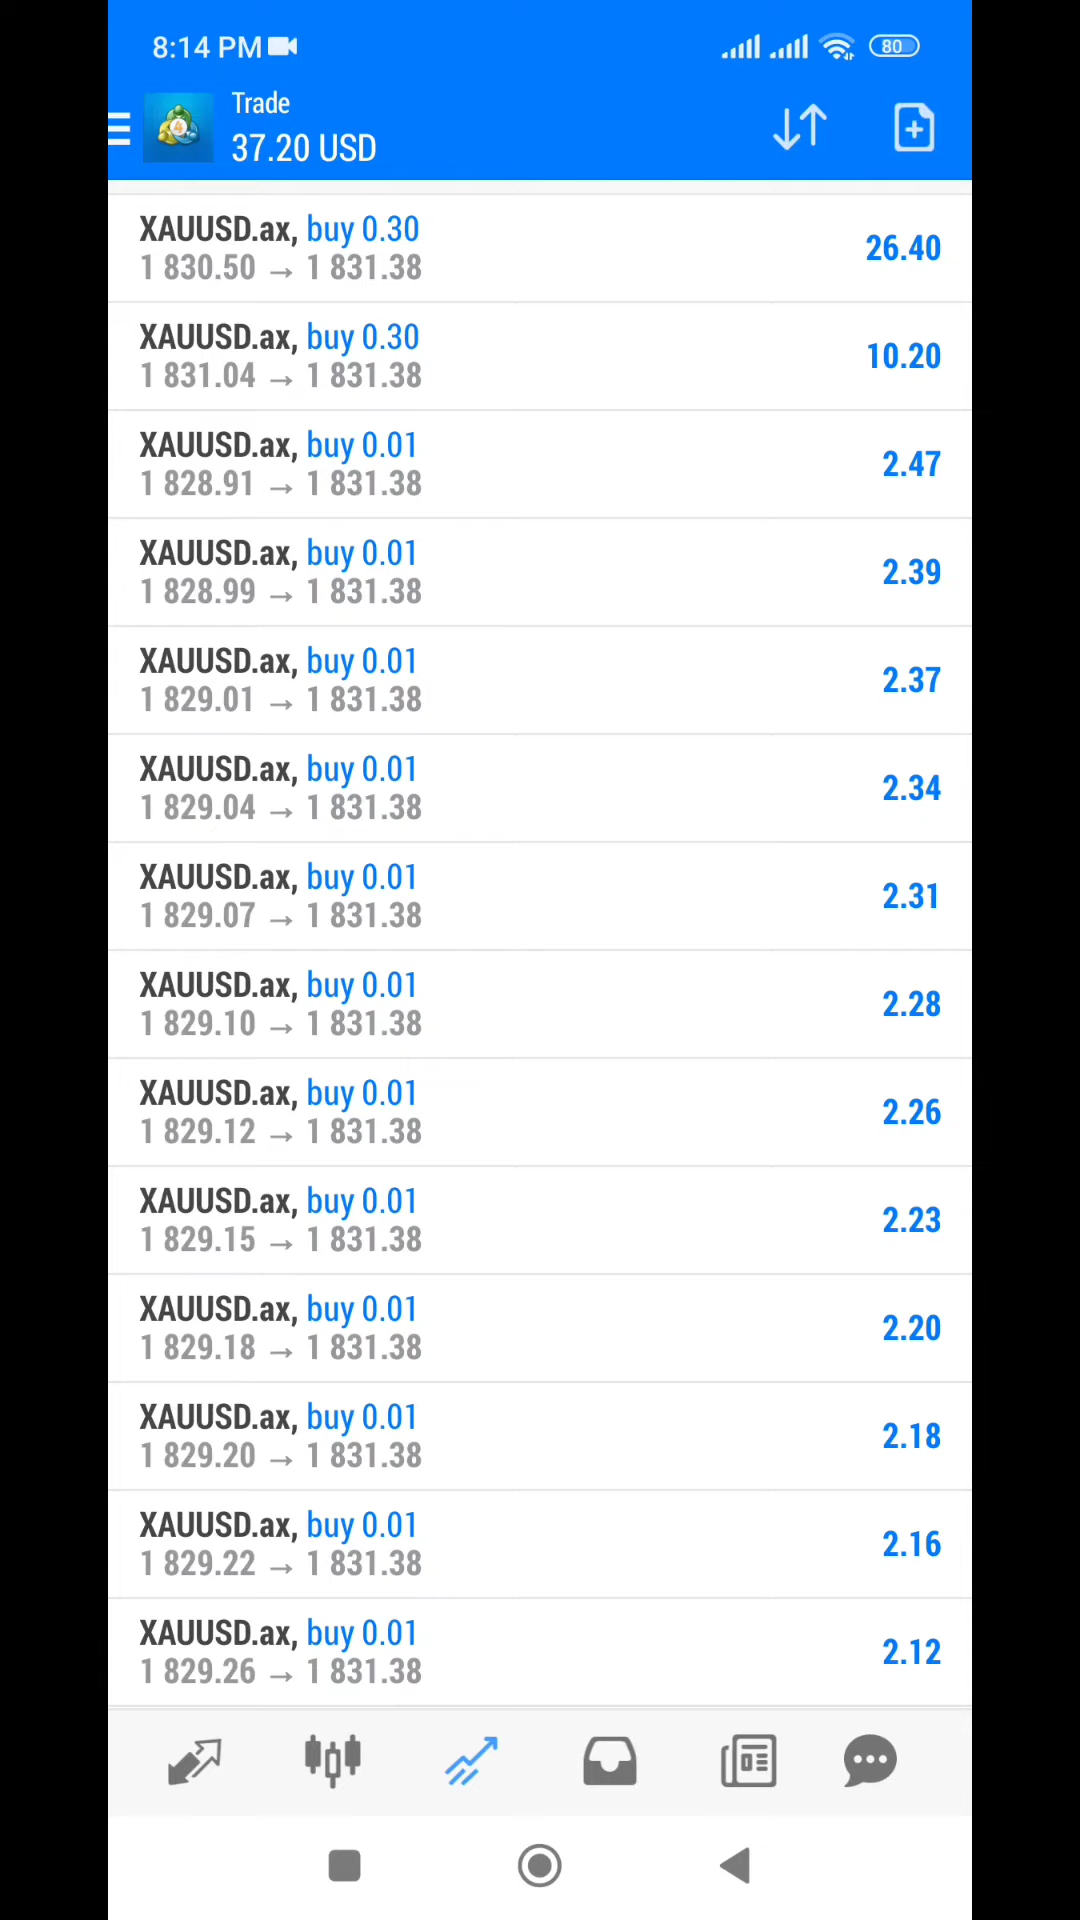 8:14 PM
80
Trade
37.20 USD
XAUUSD.ax, buy 0.30
1 830.50 → 1 831.38
26.40
XAUUSD.ax, buy 0.30
1 831.04 → 1 831.38
10.20
XAUUSD.ax, buy 0.01
1 828.91 → 1 831.38
2.47
XAUUSD.ax, buy 0.01
1 828.99 → 1 831.38
2.39
XAUUSD.ax, buy 0.01
1 829.01 → 1 831.38
2.37
XAUUSD.ax, buy 0.01
1 829.04 → 1 831.38
2.34
XAUUSD.ax, buy 0.01
1 829.07 → 1 831.38
2.31
XAUUSD.ax, buy 0.01
1 829.10 → 1 831.38
2.28
XAUUSD.ax, buy 0.01
1 829.12 → 1 831.38
2.26
XAUUSD.ax, buy 0.01
1 829.15 → 1 831.38
2.23
XAUUSD.ax, buy 0.01
1 829.18 → 1 831.38
2.20
XAUUSD.ax, buy 0.01
1 829.20 → 1 831.38
2.18
XAUUSD.ax, buy 0.01
1 829.22 → 1 831.38
2.16
XAUUSD.ax, buy 0.01
1 829.26 → 1 831.38
2.12